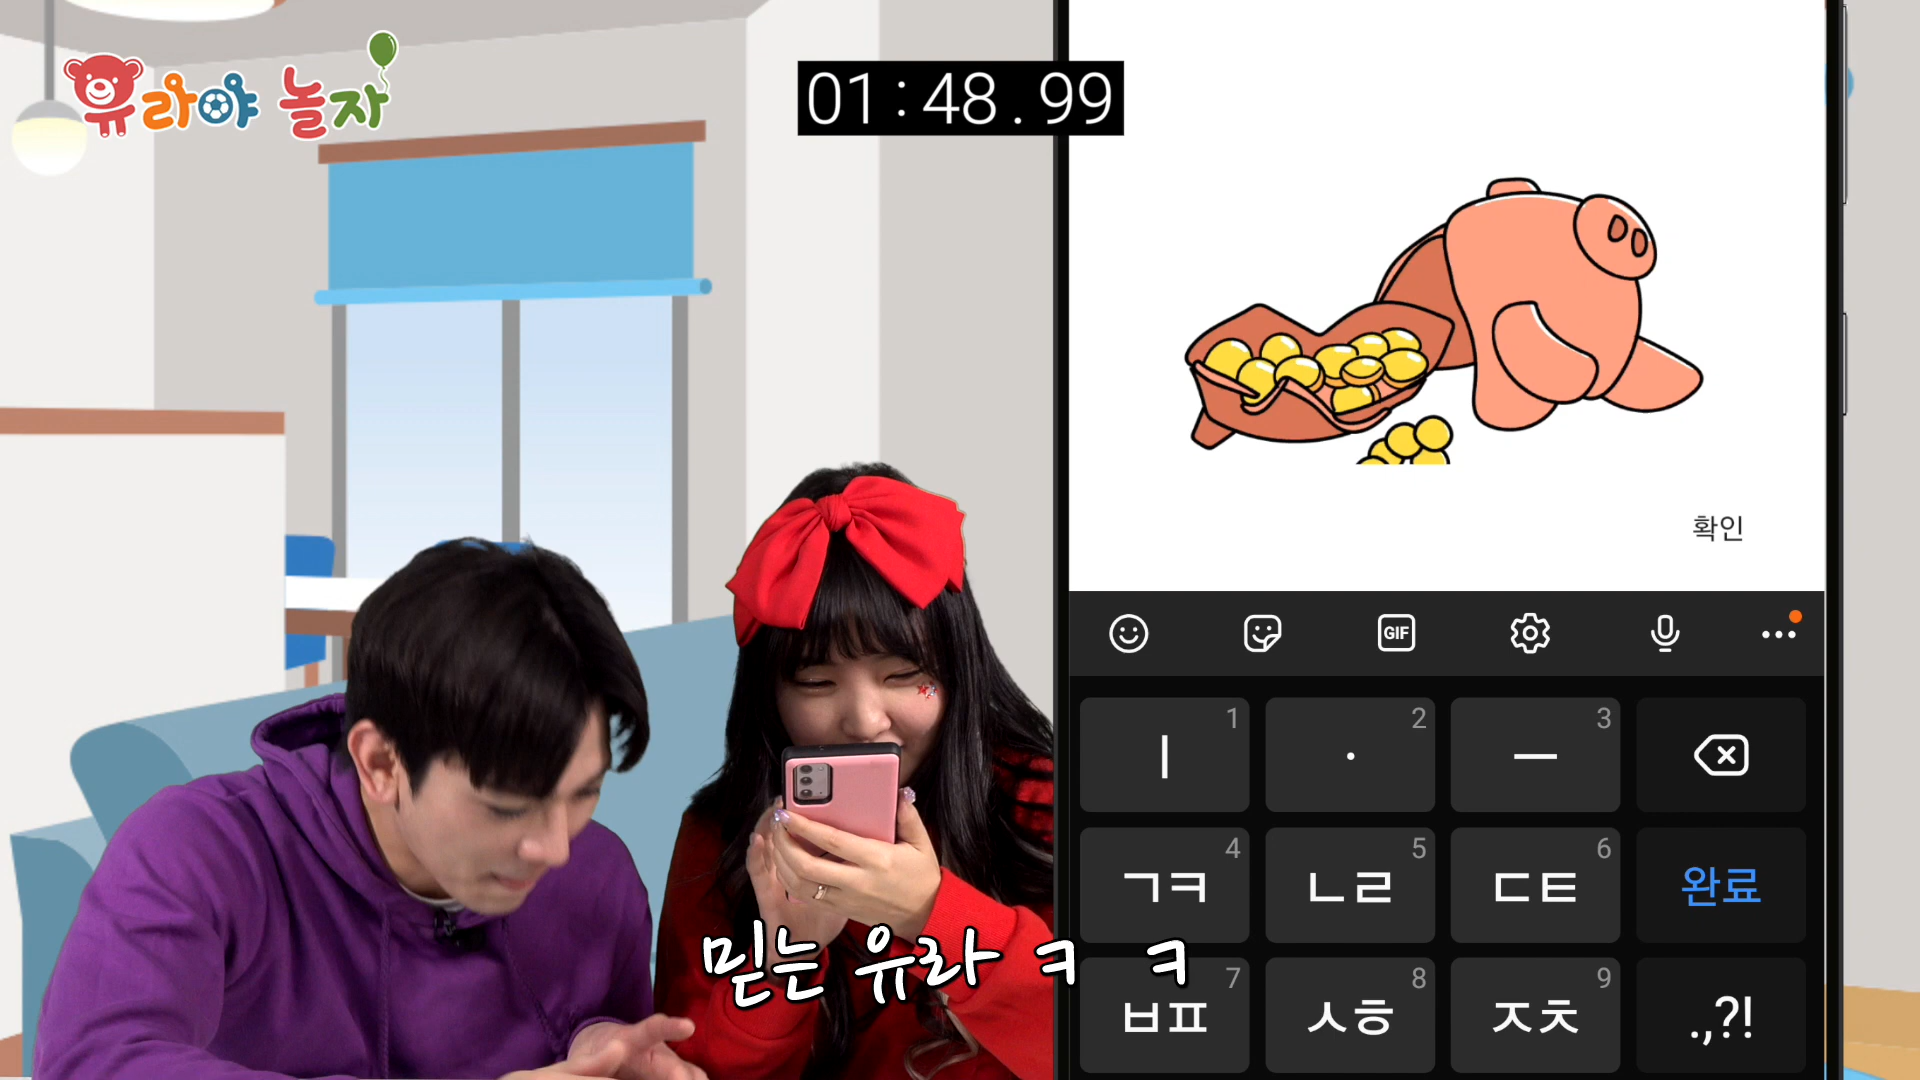 유라야 놀자
01:48.99
확인
GIF
ㅣ 1
· 2
ㅡ 3
ㄱㅋ 4
ㄴㄹ 5
ㄷㅌ 6
완료
ㅂㅍ 7
ㅅㅎ 8
ㅈㅊ 9
.,?!
믿는 유라 ㅋ ㅋ